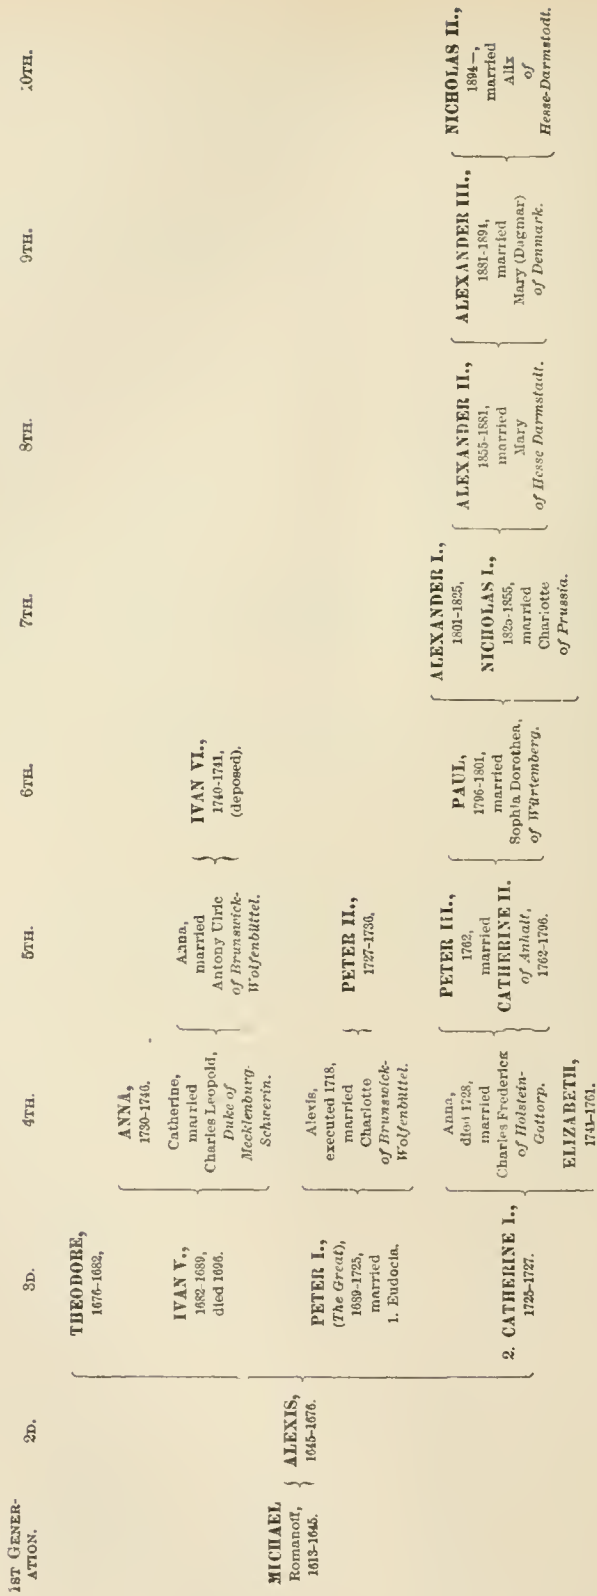 1ST GENER-
ATION.
2D.
3D.
4TH.
5TH.
6TH.
7TH.
8TH.
9TH.
10TH.
MICHAEL
Romanoff,
1613-1645.
ALEXIS,
1645-1676.
THEODORE,
1676-1682,
IVAN V.,
1682-1689,
died 1696.
PETER I.,
(The Great),
1689-1725,
married
1. Eudocia.
2. CATHERINE I.,
1725-1727.
ANNA,
1730-1740.
Catherine,
married
Charles Leopold,
Duke of
Mecklenburg-
Schwerin.
Alexis,
executed 1718,
married
Charlotte
of Brunswick-
Wolfenbüttel.
Anna,
died 1728,
married
Charles Frederick
of Holstein-
Gottorp.
ELIZABETH,
1741-1761.
Anna,
married
Antony Ulric
of Brunswick-
Wolfenbüttel.
PETER II.,
1727-1730,
PETER III.,
1762,
married
CATHERINE II.
of Anhalt,
1762-1796.
IVAN VI.,
1740-1741,
(deposed).
PAUL,
1796-1801,
married
Sophia Dorothea,
of Würtemberg.
ALEXANDER I.,
1801-1825,
NICHOLAS I.,
1825-1855,
married
Charlotte
of Prussia.
ALEXANDER II.,
1855-1881,
married
Mary
of Hesse Darmstadt.
ALEXANDER III.,
1881-1894,
married
Mary (Dagmar)
of Denmark.
NICHOLAS II.,
1894—,
married
Alix
of
Hesse-Darmstadt.